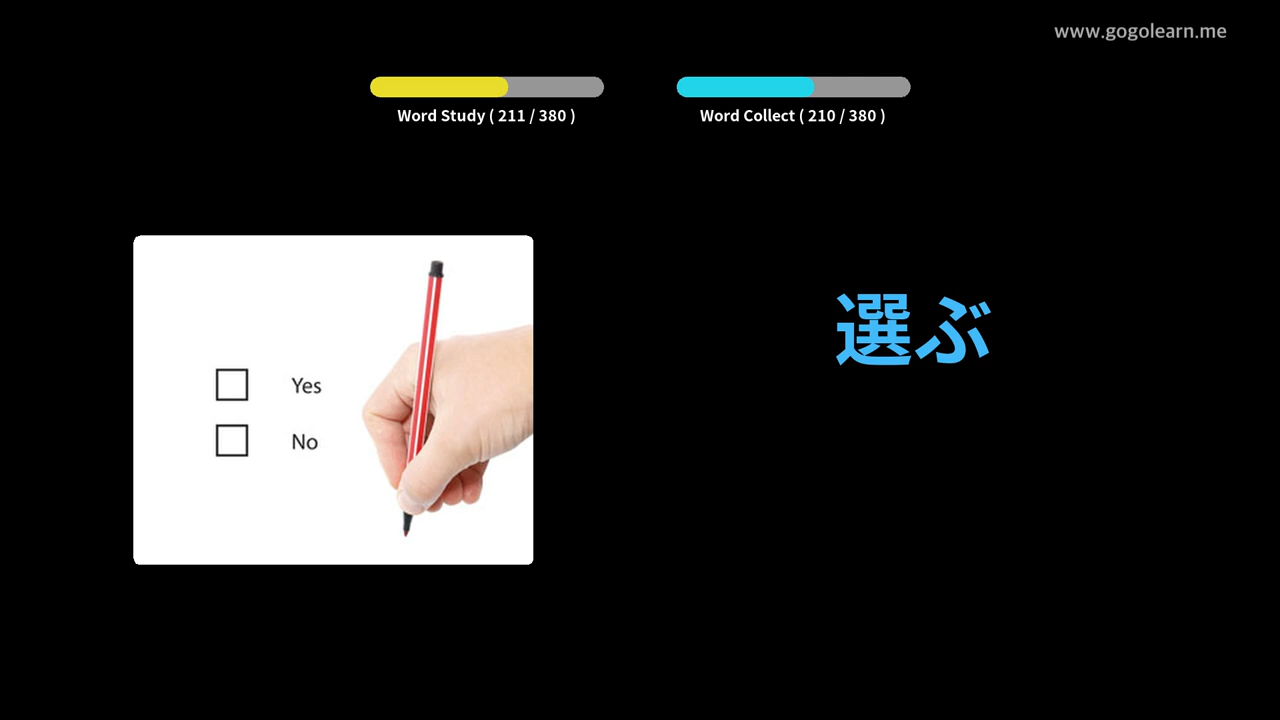 www.gogolearn.me
Word Study ( 211 / 380 )
Word Collect ( 210 / 380 )
選ぶ
Yes
No